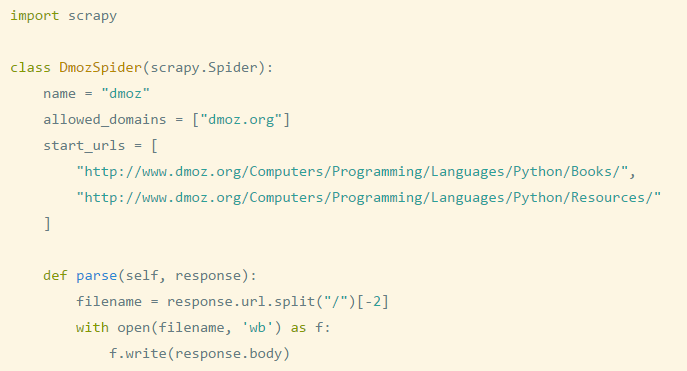 import scrapy

class DmozSpider(scrapy.Spider):
    name = "dmoz"
    allowed_domains = ["dmoz.org"]
    start_urls = [
        "http://www.dmoz.org/Computers/Programming/Languages/Python/Books/",
        "http://www.dmoz.org/Computers/Programming/Languages/Python/Resources/"
    ]

    def parse(self, response):
        filename = response.url.split("/")[-2]
        with open(filename, 'wb') as f:
            f.write(response.body)